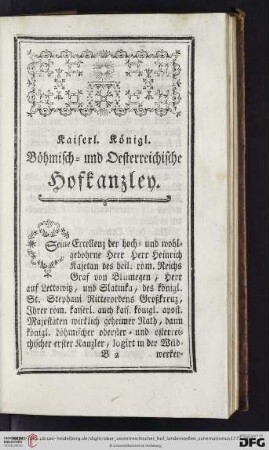 Kaiserl. Königl.
Böhmisch- und Oesterreichische
Hofkanzley.
Seine Excellenz der hoch- und wohl-
gebohrne Herr Herr Heinrich
Kajetan des heil. röm. Reichs
Graf von Blumegen, Herr
auf Lettowitz, und Slatinka, des königl.
St. Stephani Ritterordens Großkreuz,
Ihrer röm. kaiserl. auch kais. königl. apost.
Majestäten wirklich geheimer Rath, dann
königl. böhmischer oberster- und österrei-
chischer erster Kanzler, logirt in der Wild-
B 2 werker-
DFG